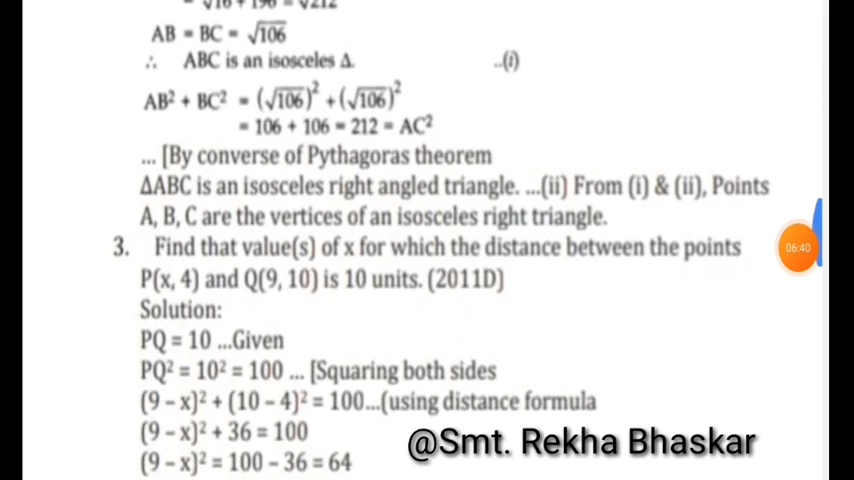 = √16 + 196 = √212
AB = BC = √106
∴ ABC is an isosceles Δ. ..(i)
AB² + BC² = (√106)² + (√106)²
= 106 + 106 = 212 = AC²
... [By converse of Pythagoras theorem
ΔABC is an isosceles right angled triangle. ...(ii) From (i) & (ii), Points
A, B, C are the vertices of an isosceles right triangle.
3. Find that value(s) of x for which the distance between the points
P(x, 4) and Q(9, 10) is 10 units. (2011D)
Solution:
PQ = 10 ...Given
PQ² = 10² = 100 ... [Squaring both sides
(9 – x)² + (10 – 4)² = 100...(using distance formula
(9 – x)² + 36 = 100
(9 – x)² = 100 – 36 = 64
@Smt. Rekha Bhaskar
06:40